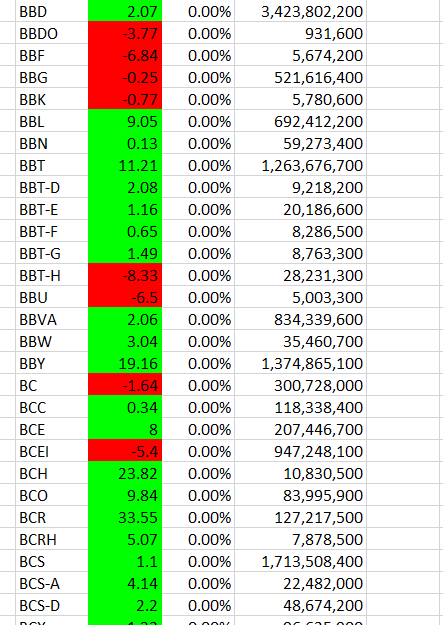 BBD 2.07 0.00% 3,423,802,200
BBDO -3.77 0.00% 931,600
BBF -6.84 0.00% 5,674,200
BBG -0.25 0.00% 521,616,400
BBK -0.77 0.00% 5,780,600
BBL 9.05 0.00% 692,412,200
BBN 0.13 0.00% 59,273,400
BBT 11.21 0.00% 1,263,676,700
BBT-D 2.08 0.00% 9,218,200
BBT-E 1.16 0.00% 20,186,600
BBT-F 0.65 0.00% 8,286,500
BBT-G 1.49 0.00% 8,763,300
BBT-H -8.33 0.00% 28,231,300
BBU -6.5 0.00% 5,003,300
BBVA 2.06 0.00% 834,339,600
BBW 3.04 0.00% 35,460,700
BBY 19.16 0.00% 1,374,865,100
BC -1.64 0.00% 300,728,000
BCC 0.34 0.00% 118,338,400
BCE 8 0.00% 207,446,700
BCEI -5.4 0.00% 947,248,100
BCH 23.82 0.00% 10,830,500
BCO 9.84 0.00% 83,995,900
BCR 33.55 0.00% 127,217,500
BCRH 5.07 0.00% 7,878,500
BCS 1.1 0.00% 1,713,508,400
BCS-A 4.14 0.00% 22,482,000
BCS-D 2.2 0.00% 48,674,200